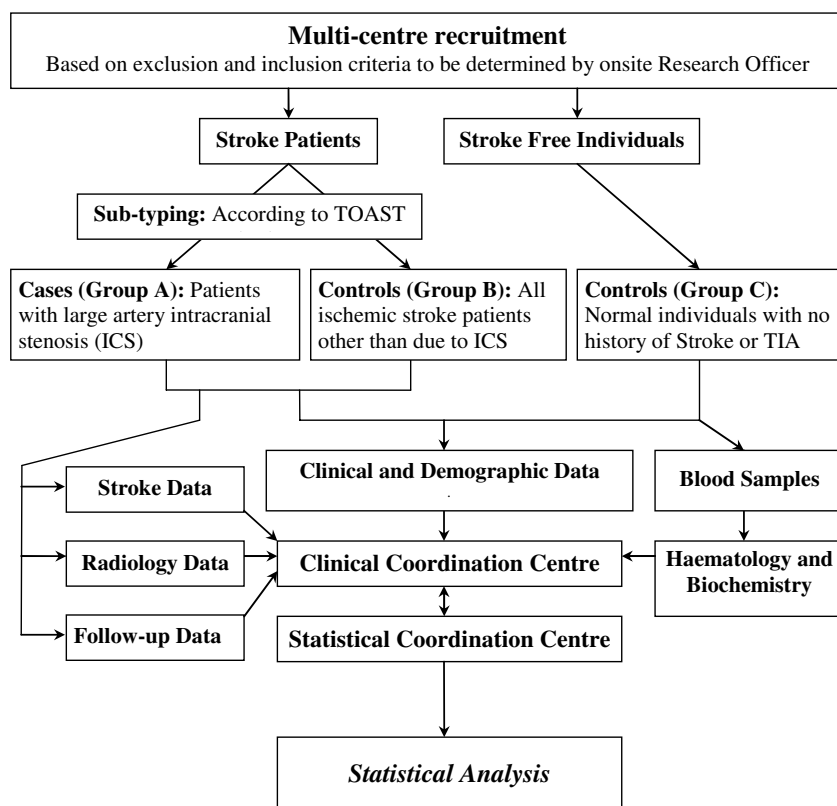 Multi-centre recruitment
Based on exclusion and inclusion criteria to be determined by onsite Research Officer
Stroke Patients
Stroke Free Individuals
Sub-typing: According to TOAST
Cases (Group A): Patients
with large artery intracranial
stenosis (ICS)
Controls (Group B): All
ischemic stroke patients
other than due to ICS
Controls (Group C):
Normal individuals with no
history of Stroke or TIA
Clinical and Demographic Data
Stroke Data
Blood Samples
Radiology Data
Clinical Coordination Centre
Haematology and
Biochemistry
Follow-up Data
Statistical Coordination Centre
Statistical Analysis